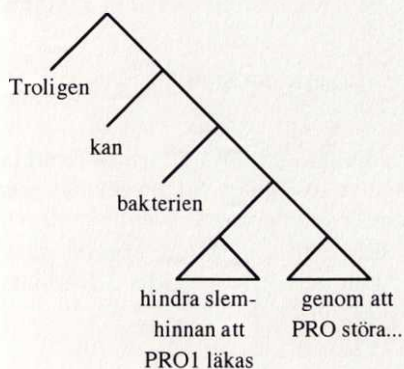 Troligen
kan
bakterien
hindra slem-
hinnan att
PRO1 läkas
genom att
PRO störa...